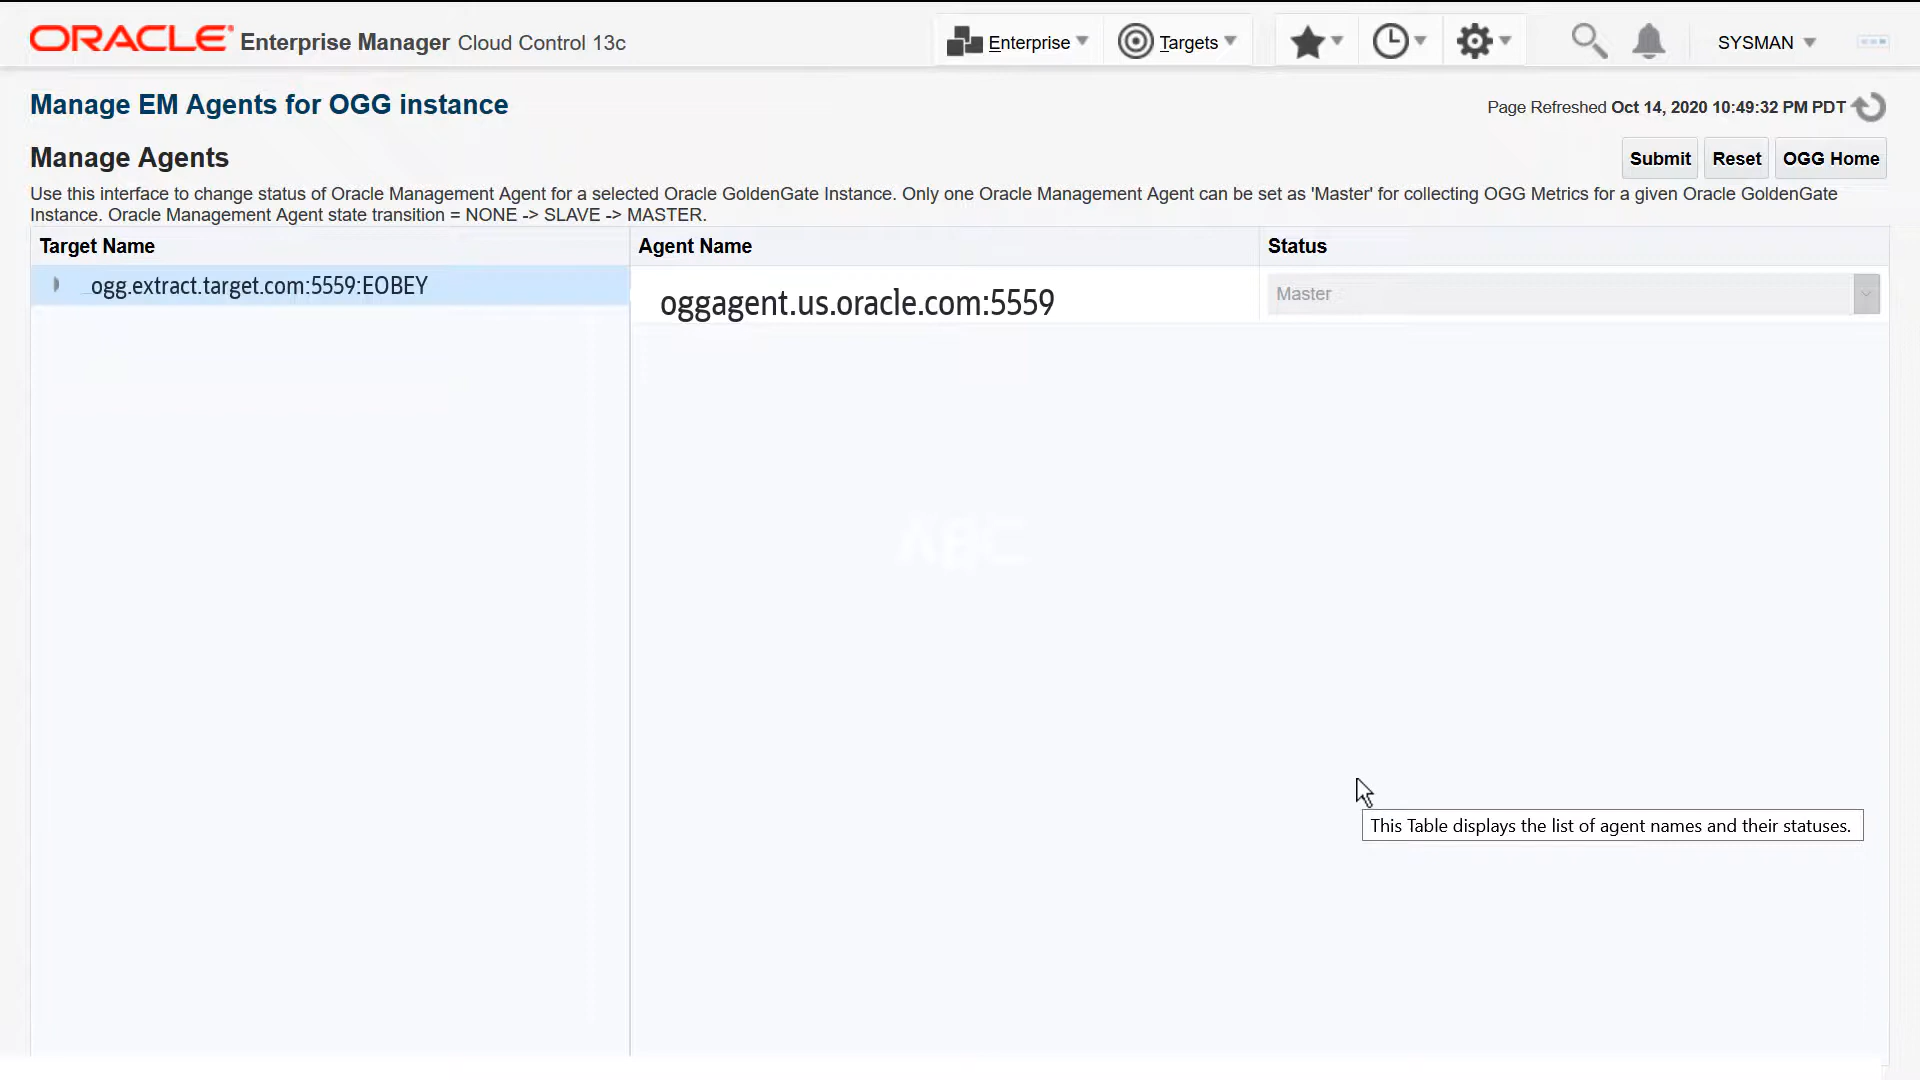 ORACLE Enterprise Manager Cloud Control 13c Enterprise Targets SYSMAN
Manage EM Agents for OGG instance
Page Refreshed Oct 14, 2020 10:49:32 PM PDT
Manage Agents
Submit Reset OGG Home
Use this interface to change status of Oracle Management Agent for a selected Oracle GoldenGate Instance. Only one Oracle Management Agent can be set as 'Master' for collecting OGG Metrics for a given Oracle GoldenGate
Instance. Oracle Management Agent state transition = NONE -> SLAVE -> MASTER.
Target Name Agent Name Status
ogg.extract.target.com:5559:EOBEY
oggagent.us.oracle.com:5559
Master
ABC
This Table displays the list of agent names and their statuses.